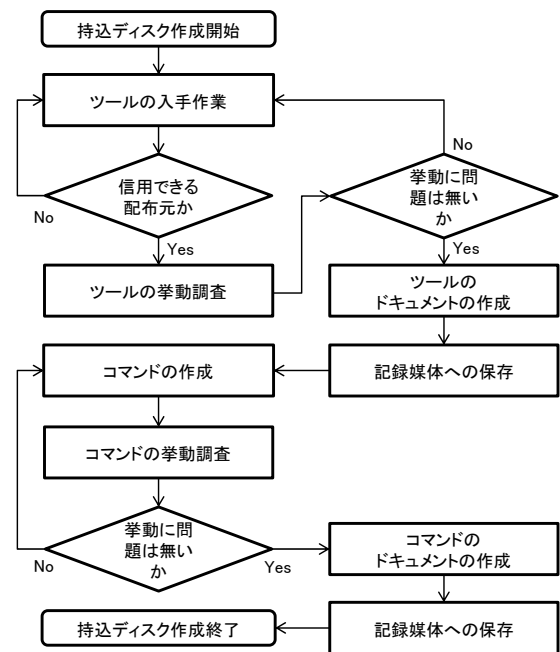 持込ディスク作成開始
ツールの入手作業
信用できる
配布元か
No
Yes
ツールの挙動調査
No
挙動に問
題は無い
か
Yes
ツールの
ドキュメントの作成
記録媒体への保存
コマンドの作成
コマンドの挙動調査
挙動に問
題は無い
か
No
Yes
コマンドの
ドキュメントの作成
記録媒体への保存
持込ディスク作成終了